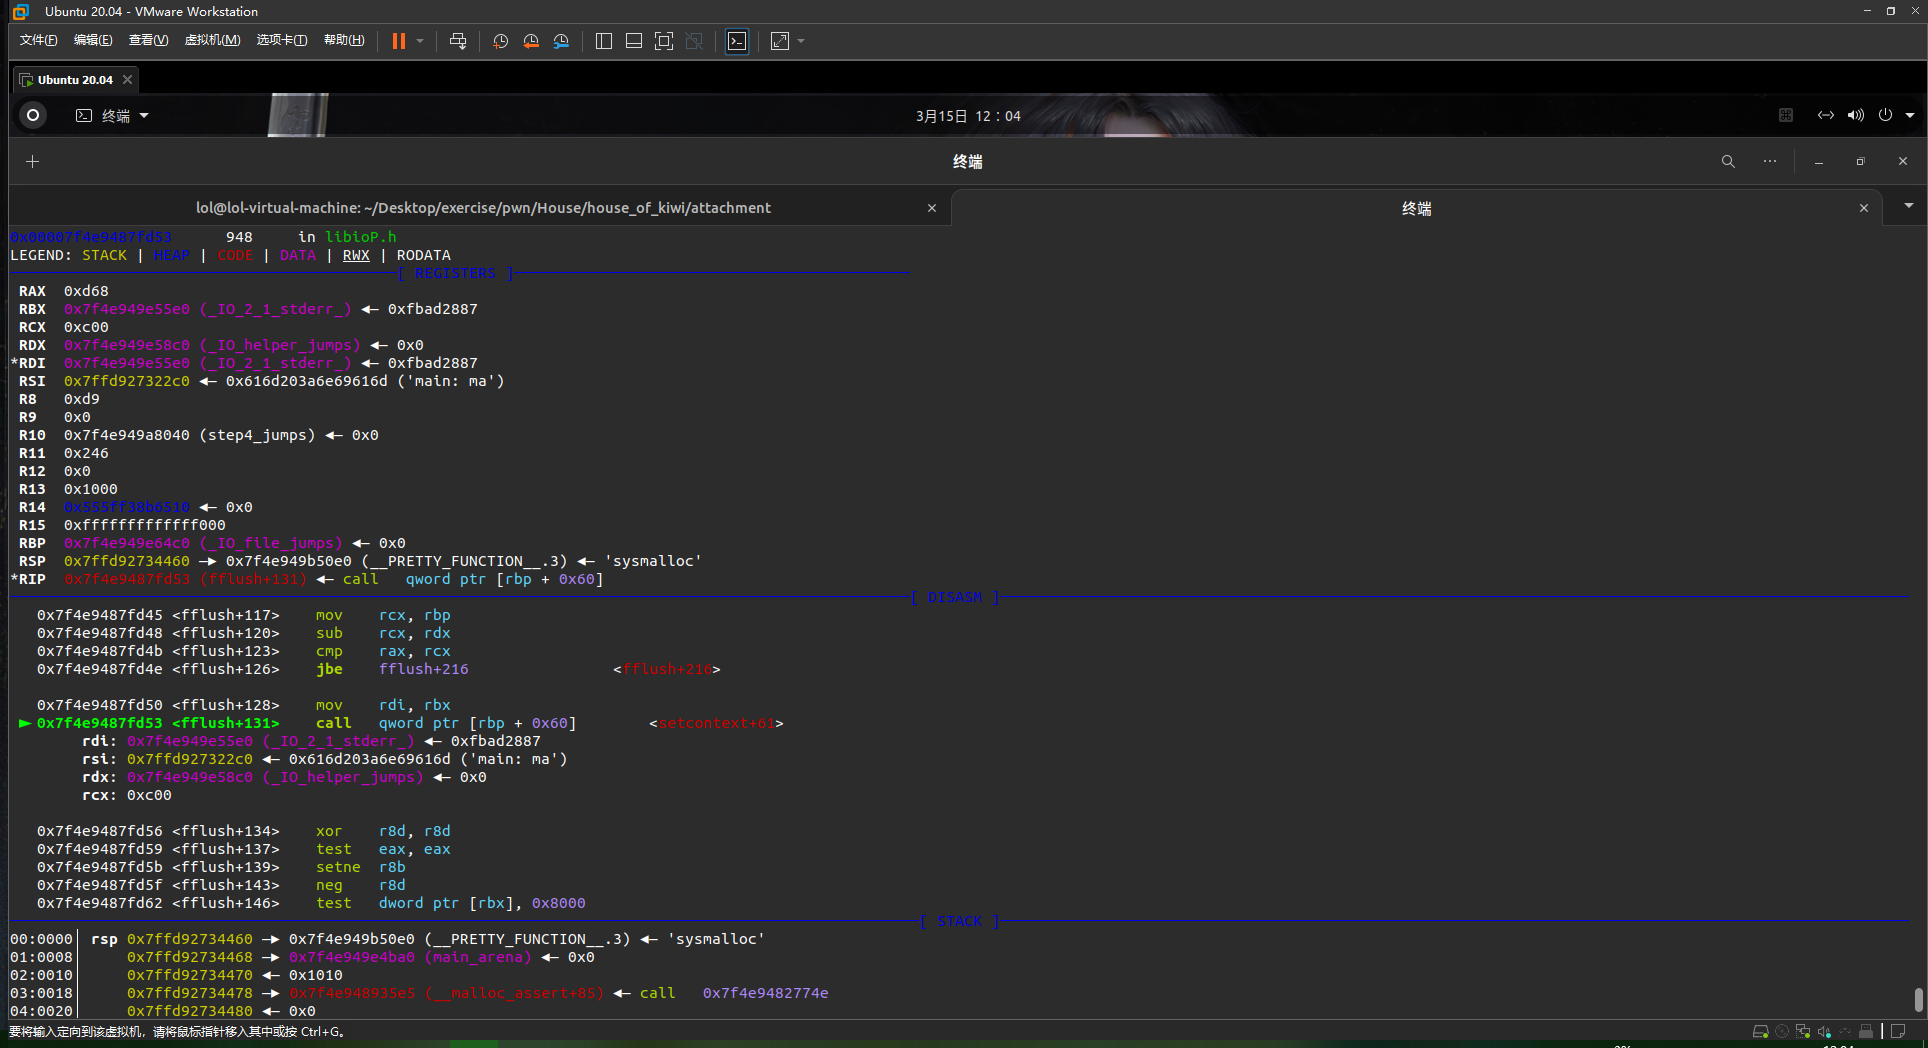 Ubuntu 20.04 - VMware Workstation
文件(F) 编辑(E) 查看(V) 虚拟机(M) 选项卡(T) 帮助(H)
Ubuntu 20.04
终端
3月15日 12：04
终端
lol@lol-virtual-machine: ~/Desktop/exercise/pwn/House/house_of_kiwi/attachment
终端
0x00007f4e9487fd53 948 in libioP.h
LEGEND: STACK | HEAP | CODE | DATA | RWX | RODATA
[ REGISTERS ]
RAX 0xd68
RBX 0x7f4e949e55e0 (_IO_2_1_stderr_) ◂— 0xfbad2887
RCX 0xc00
RDX 0x7f4e949e58c0 (_IO_helper_jumps) ◂— 0x0
*RDI 0x7f4e949e55e0 (_IO_2_1_stderr_) ◂— 0xfbad2887
RSI 0x7ffd927322c0 ◂— 0x616d203a6e69616d ('main: ma')
R8 0xd9
R9 0x0
R10 0x7f4e949a8040 (step4_jumps) ◂— 0x0
R11 0x246
R12 0x0
R13 0x1000
R14 0x555ff38b6510 ◂— 0x0
R15 0xfffffffffffff000
RBP 0x7f4e949e64c0 (_IO_file_jumps) ◂— 0x0
RSP 0x7ffd92734460 —▸ 0x7f4e949b50e0 (__PRETTY_FUNCTION__.3) ◂— 'sysmalloc'
*RIP 0x7f4e9487fd53 (fflush+131) ◂— call qword ptr [rbp + 0x60]
[ DISASM ]
0x7f4e9487fd45 <fflush+117> mov rcx, rbp
0x7f4e9487fd48 <fflush+120> sub rcx, rdx
0x7f4e9487fd4b <fflush+123> cmp rax, rcx
0x7f4e9487fd4e <fflush+126> jbe fflush+216 <fflush+216>
0x7f4e9487fd50 <fflush+128> mov rdi, rbx
► 0x7f4e9487fd53 <fflush+131> call qword ptr [rbp + 0x60] <setcontext+61>
rdi: 0x7f4e949e55e0 (_IO_2_1_stderr_) ◂— 0xfbad2887
rsi: 0x7ffd927322c0 ◂— 0x616d203a6e69616d ('main: ma')
rdx: 0x7f4e949e58c0 (_IO_helper_jumps) ◂— 0x0
rcx: 0xc00
0x7f4e9487fd56 <fflush+134> xor r8d, r8d
0x7f4e9487fd59 <fflush+137> test eax, eax
0x7f4e9487fd5b <fflush+139> setne r8b
0x7f4e9487fd5f <fflush+143> neg r8d
0x7f4e9487fd62 <fflush+146> test dword ptr [rbx], 0x8000
[ STACK ]
00:0000│ rsp 0x7ffd92734460 —▸ 0x7f4e949b50e0 (__PRETTY_FUNCTION__.3) ◂— 'sysmalloc'
01:0008│ 0x7ffd92734468 —▸ 0x7f4e949e4ba0 (main_arena) ◂— 0x0
02:0010│ 0x7ffd92734470 ◂— 0x1010
03:0018│ 0x7ffd92734478 —▸ 0x7f4e948935e5 (__malloc_assert+85) ◂— call 0x7f4e9482774e
04:0020│ 0x7ffd92734480 ◂— 0x0
要将输入定向到该虚拟机，请将鼠标指针移入其中或按 Ctrl+G。